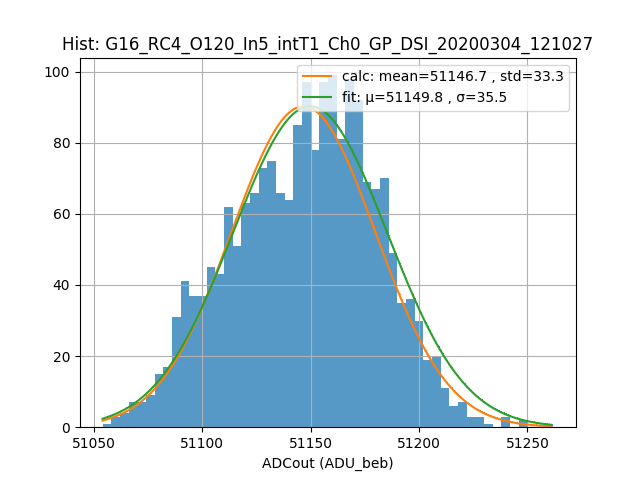 Hist: G16_RC4_O120_In5_intT1_Ch0_GP_DSI_20200304_121027
calc: mean=51146.7 , std=33.3
fit: μ=51149.8 , σ=35.5
100
80
60
40
20
0
51050 51100 51150 51200 51250
ADCout (ADU_beb)